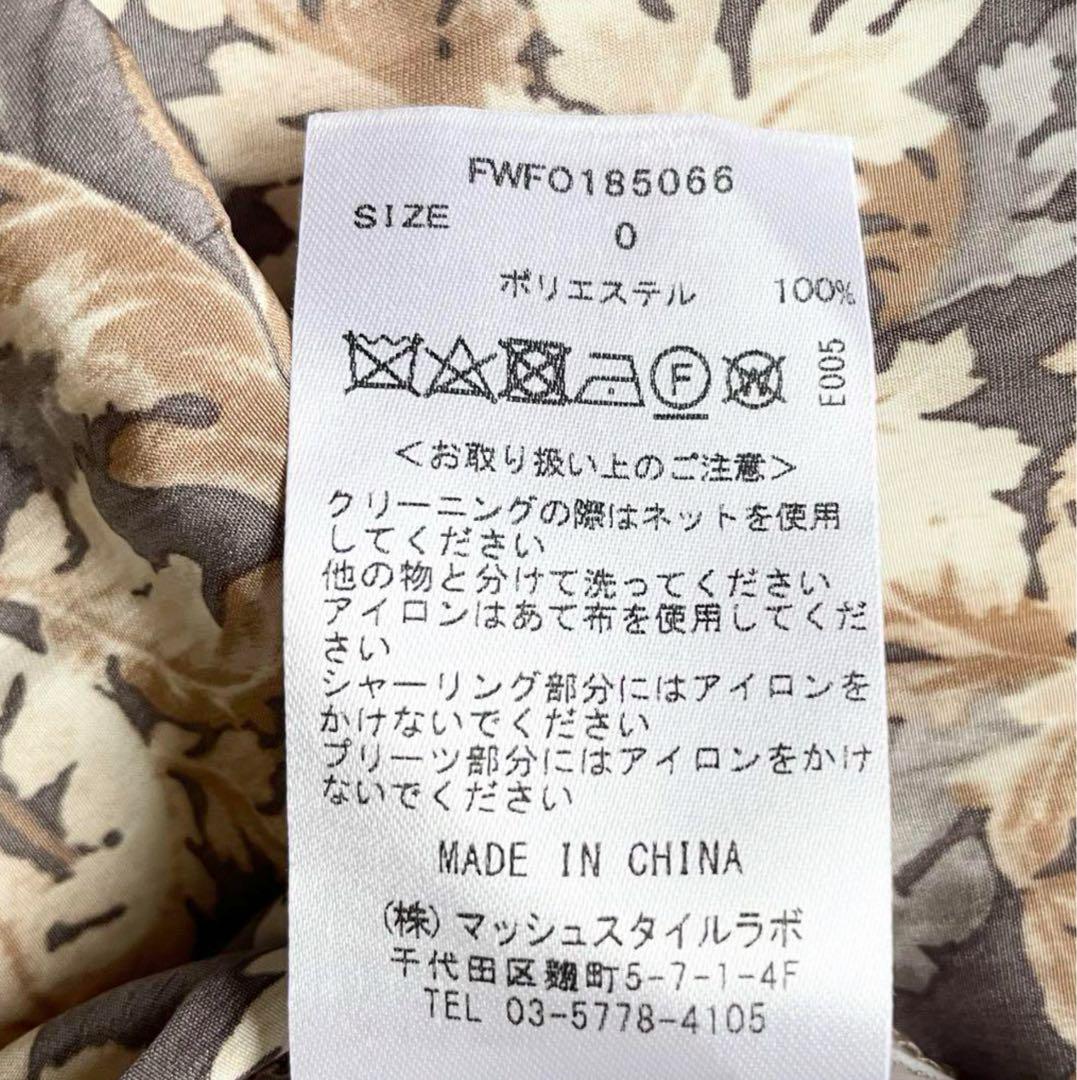 FWFO185066
SIZE 0
ポリエステル 100%
F W
E005
＜お取り扱い上のご注意＞
クリーニングの際はネットを使用
してください
他の物と分けて洗ってください
アイロンはあて布を使用してくだ
さい
シャーリング部分にはアイロンを
かけないでください
プリーツ部分にはアイロンをかけ
ないでください
MADE IN CHINA
(株) マッシュスタイルラボ
千代田区麹町5-7-1-4F
TEL 03-5778-4105